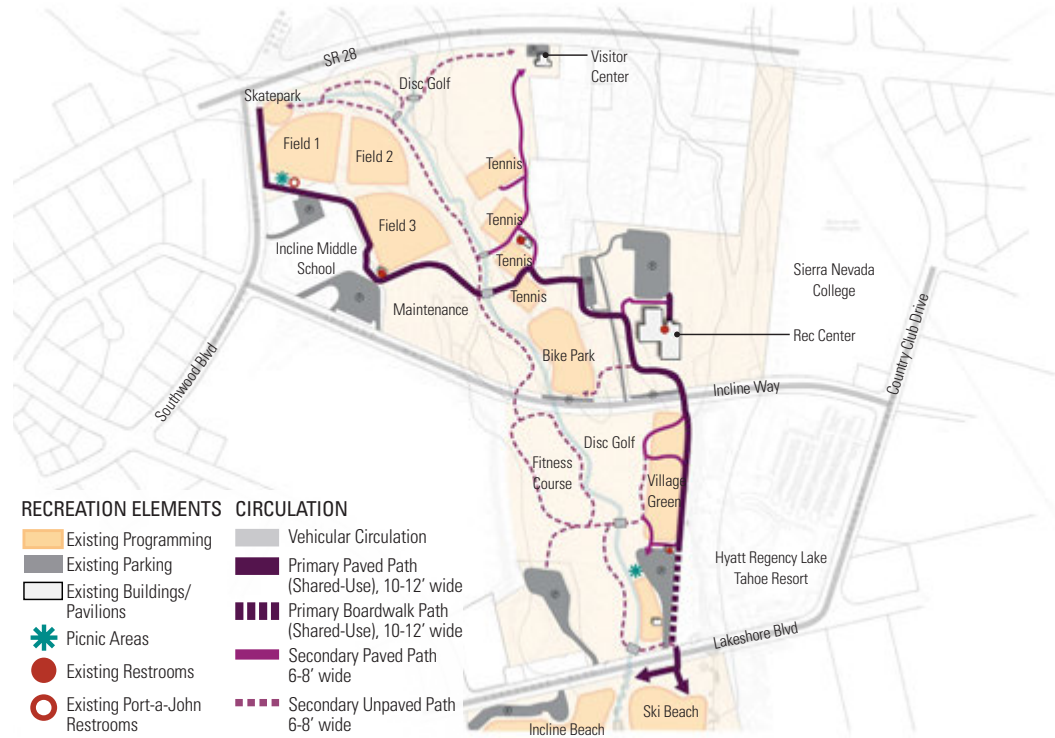 SR 28
Visitor
Center
Disc Golf
Skatepark
Field 1
Field 2
Tennis
Tennis
Field 3
Tennis
Incline Middle
School
Sierra Nevada
College
Tennis
Maintenance
Rec Center
Bike Park
Southwood Blvd
Country Club Drive
Incline Way
Disc Golf
Fitness
Course
Village
Green
Hyatt Regency Lake
Tahoe Resort
Lakeshore Blvd
Ski Beach
Incline Beach
RECREATION ELEMENTS
Existing Programming
Existing Parking
Existing Buildings/
Pavilions
Picnic Areas
Existing Restrooms
Existing Port-a-John
Restrooms
CIRCULATION
Vehicular Circulation
Primary Paved Path
(Shared-Use), 10-12’ wide
Primary Boardwalk Path
(Shared-Use), 10-12’ wide
Secondary Paved Path
6-8’ wide
Secondary Unpaved Path
6-8’ wide